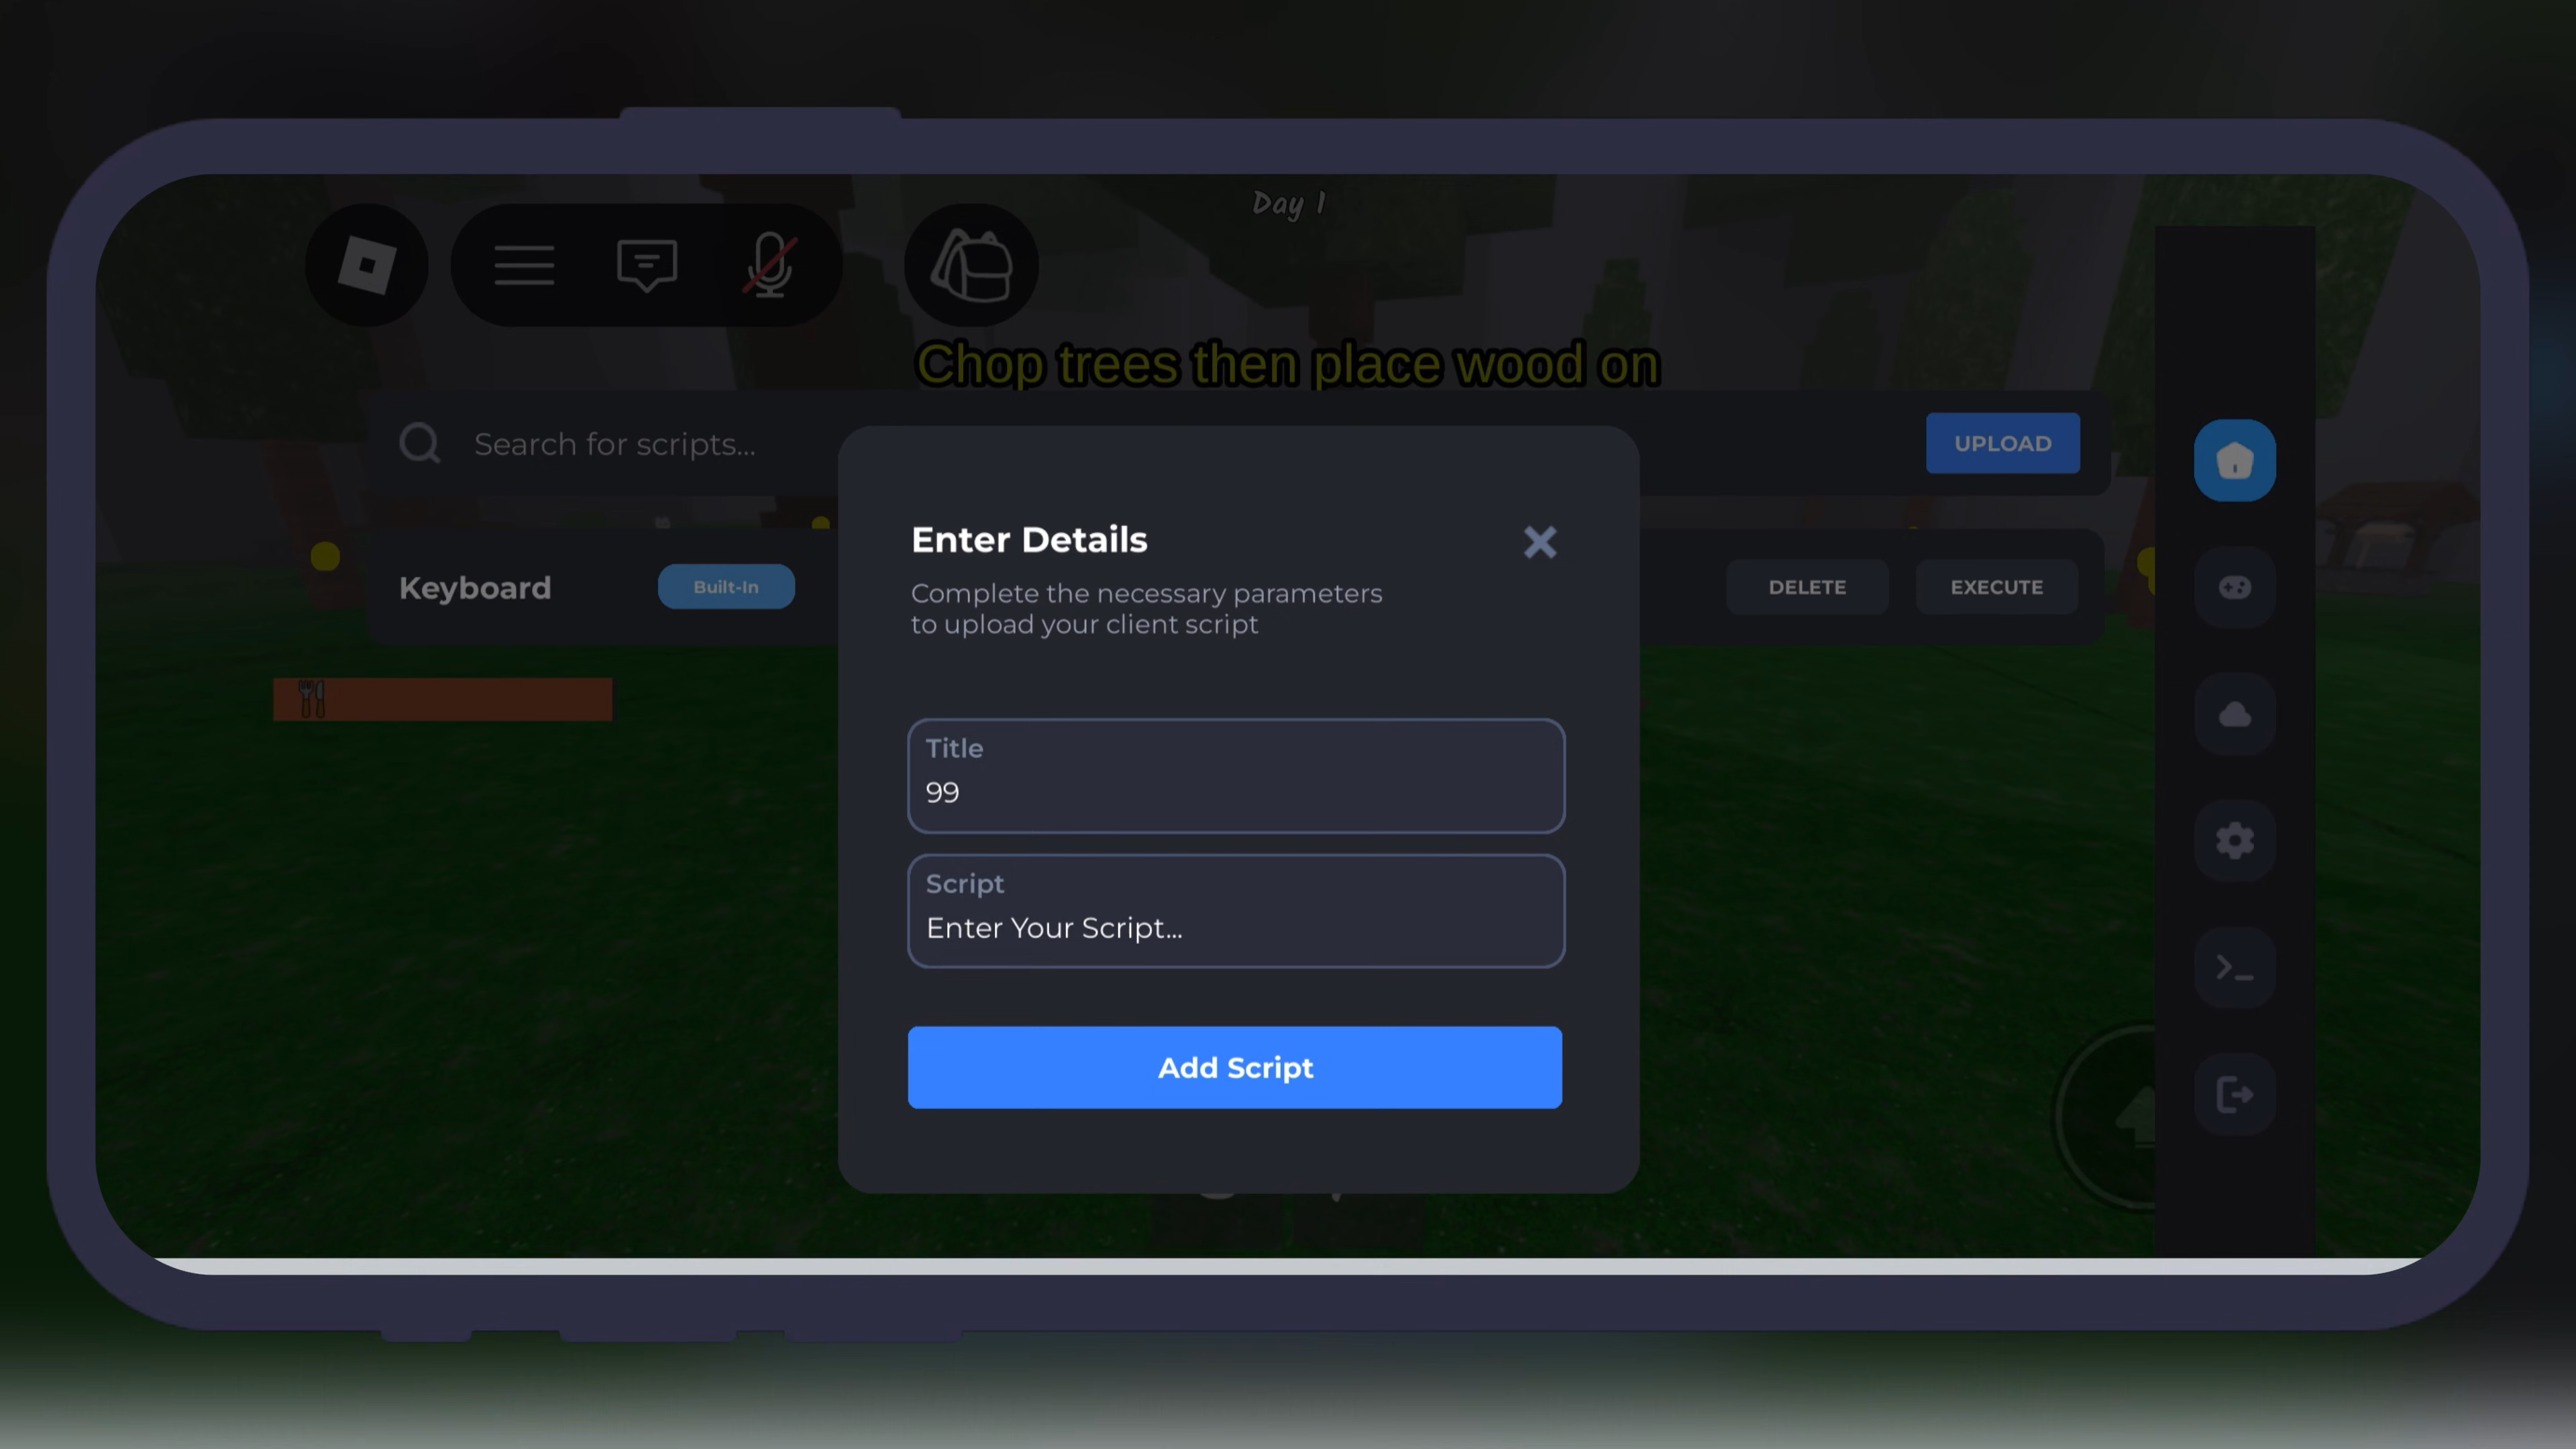 Day 1
Chop trees then place wood on
Search for scripts...
UPLOAD
Keyboard
Built-In
DELETE
EXECUTE
Enter Details
Complete the necessary parameters
to upload your client script
Title
99
Script
Enter Your Script...
Add Script